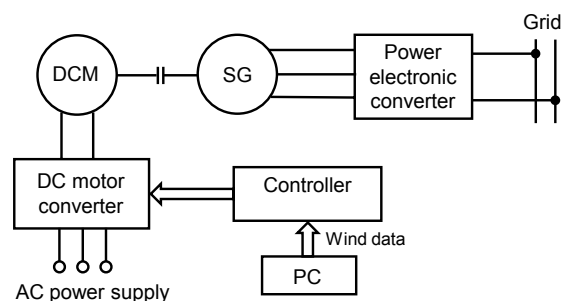 Grid
DCM
SG
Power
electronic
converter
DC motor
converter
Controller
Wind data
PC
AC power supply